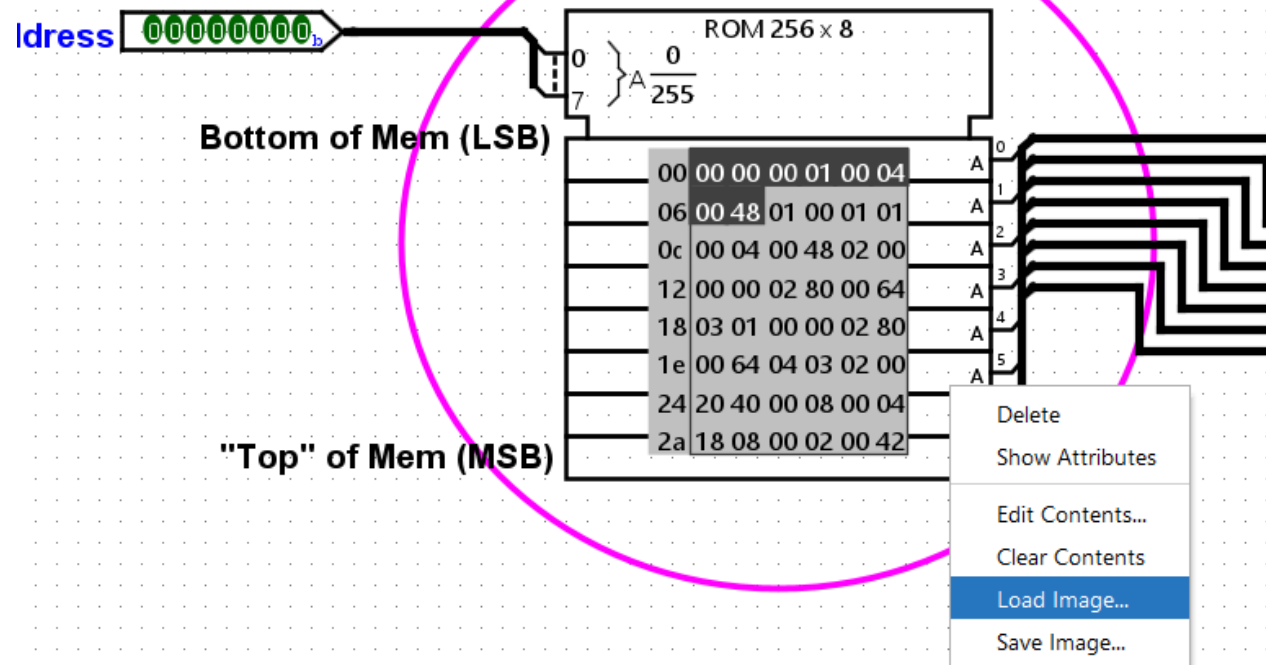 ROM 256 x 8
ldress 00000000b
0
7
A 0
255
Bottom of Mem (LSB)
00 00 00 00 01 00 04
06 00 48 01 00 01 01
0c 00 04 00 48 02 00
12 00 00 02 80 00 64
18 03 01 00 00 02 80
1e 00 64 04 03 02 00
24 20 40 00 08 00 04
2a 18 08 00 02 00 42
"Top" of Mem (MSB)
A 0
A 1
A 2
A 3
A 4
A 5
Delete
Show Attributes
Edit Contents...
Clear Contents
Load Image...
Save Image...